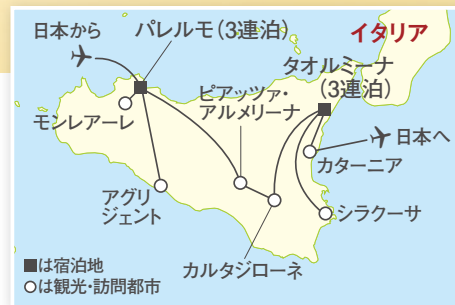 日本から
パレルモ(3連泊)
イタリア
タオルミーナ
(3連泊)
ピアッツァ・
アルメリーナ
モンレアーレ
日本へ
カターニア
アグリ
ジェント
シラクーサ
カルタジローネ
■は宿泊地
○は観光・訪問都市